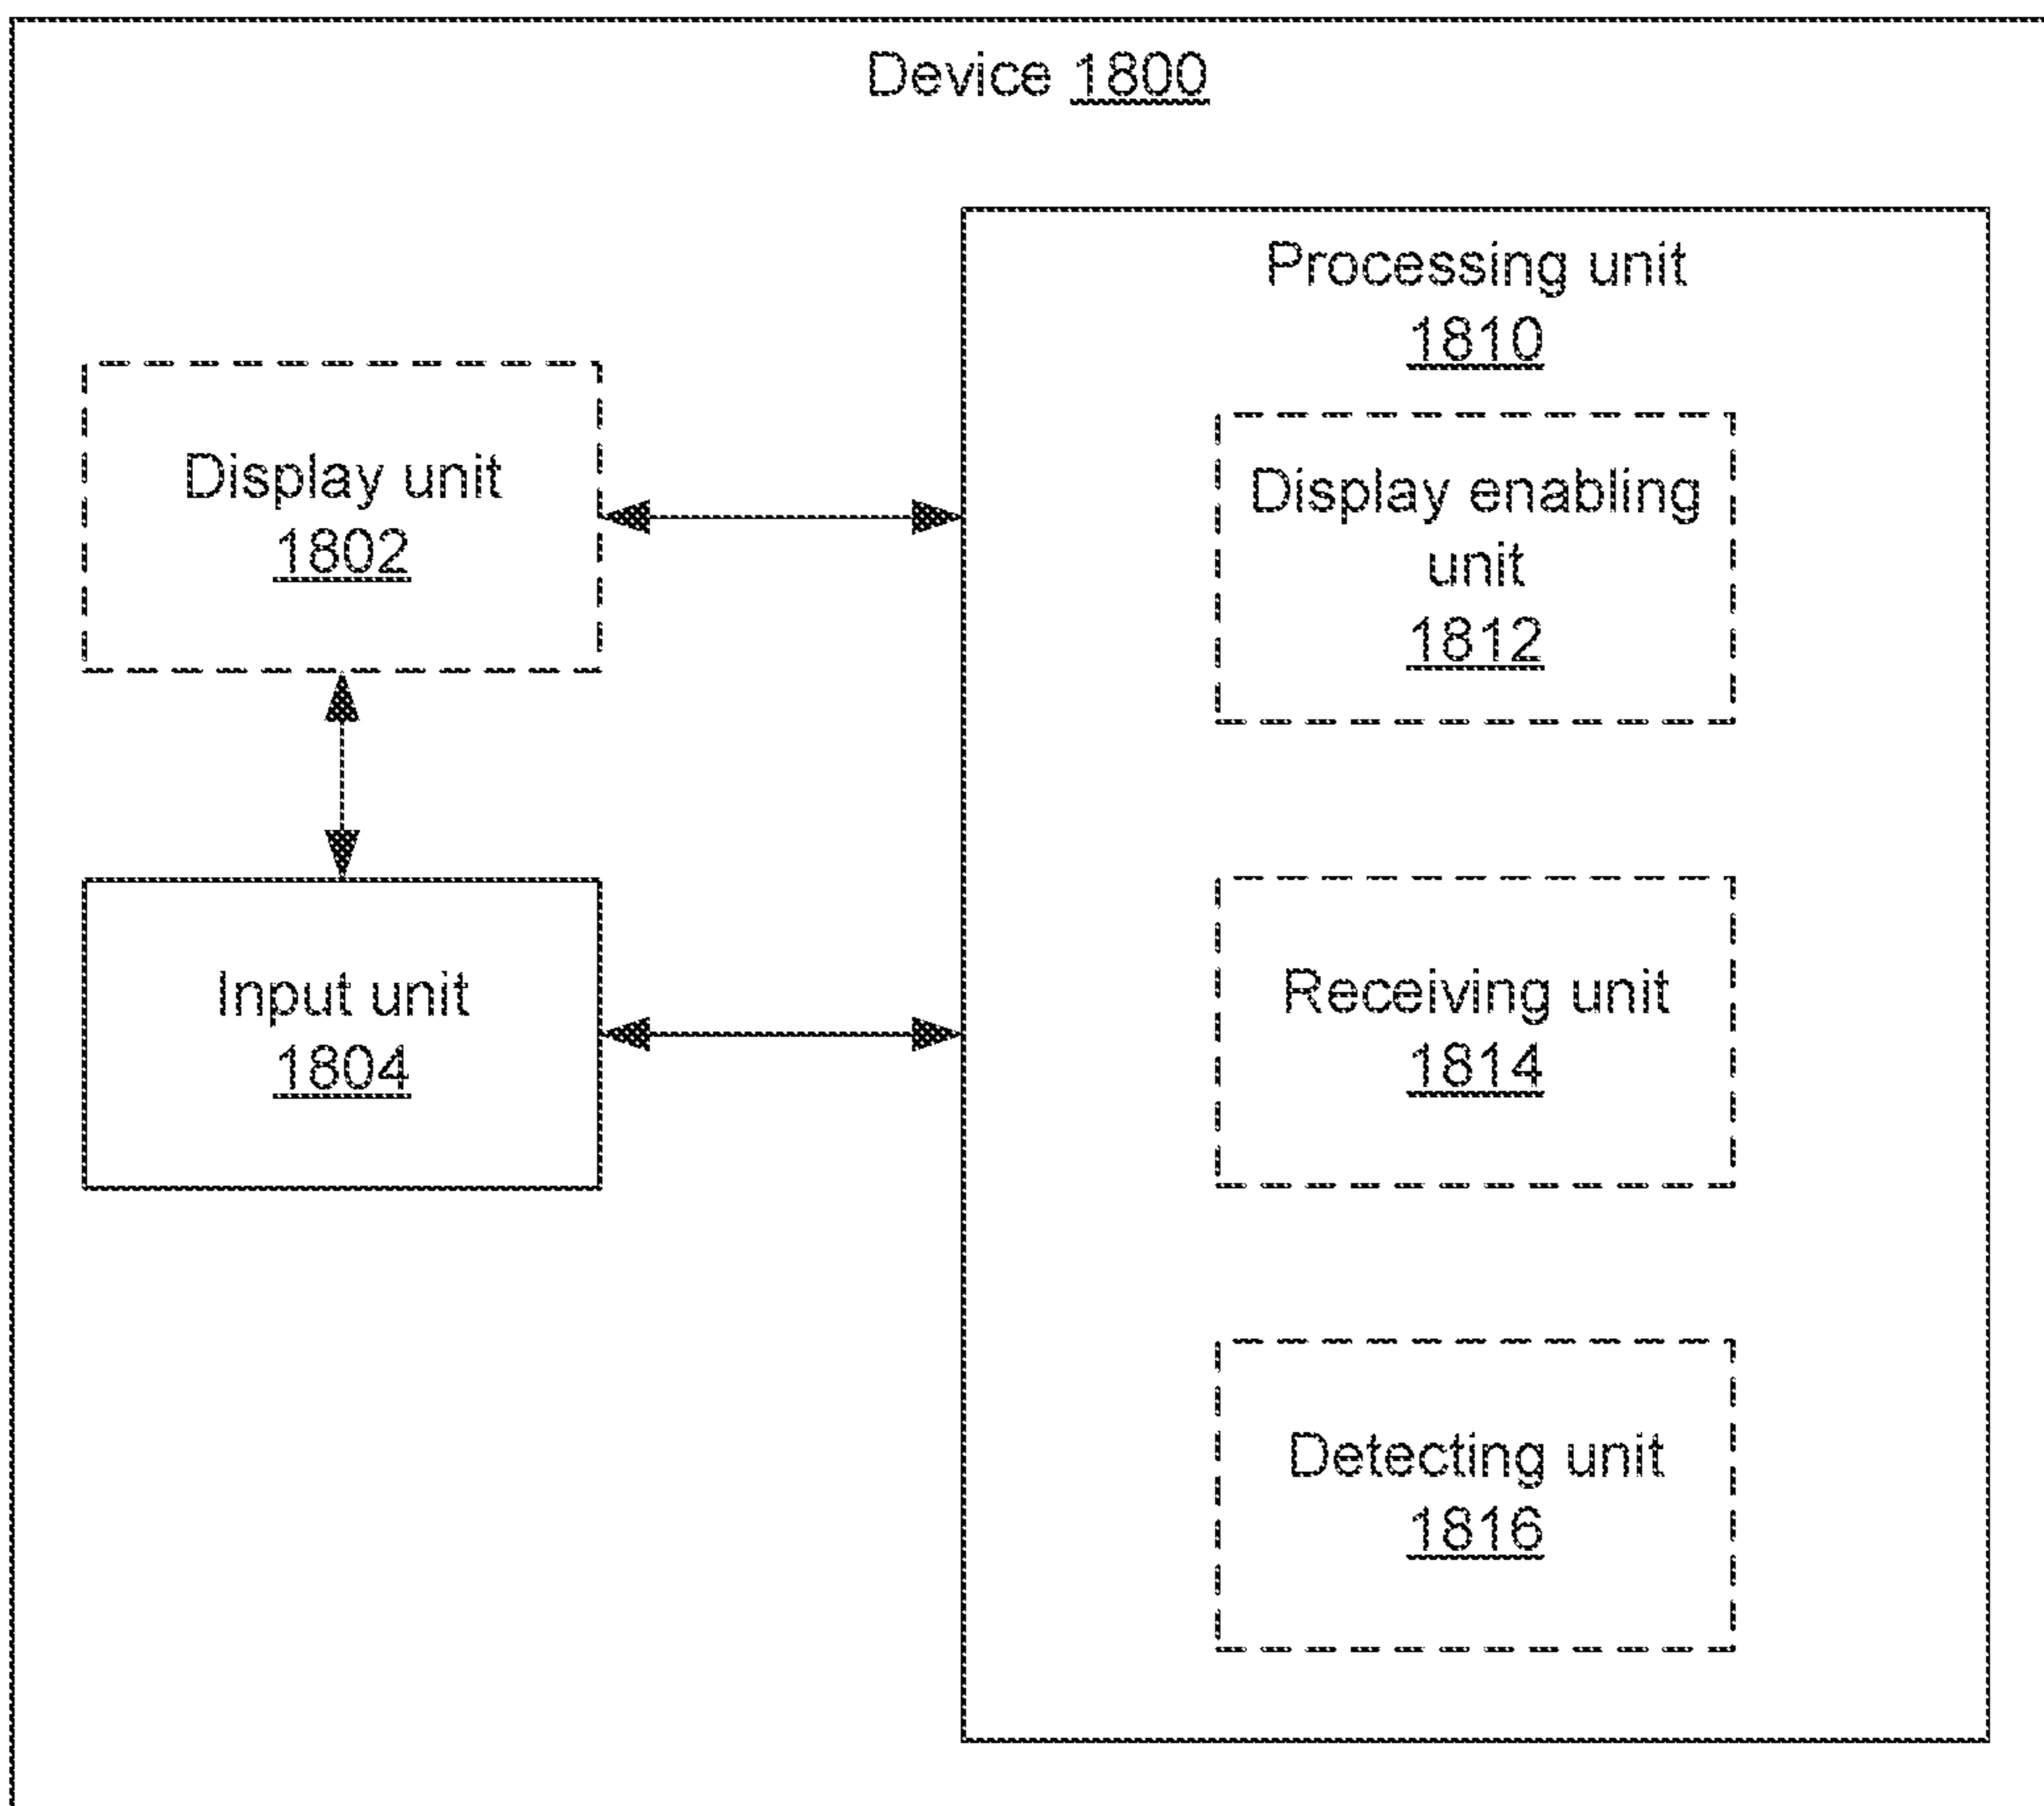 Device 1800
Processing unit
1810
Display unit
1802
Display enabling
unit
1812
Input unit
1804
Receiving unit
1814
Detecting unit
1816